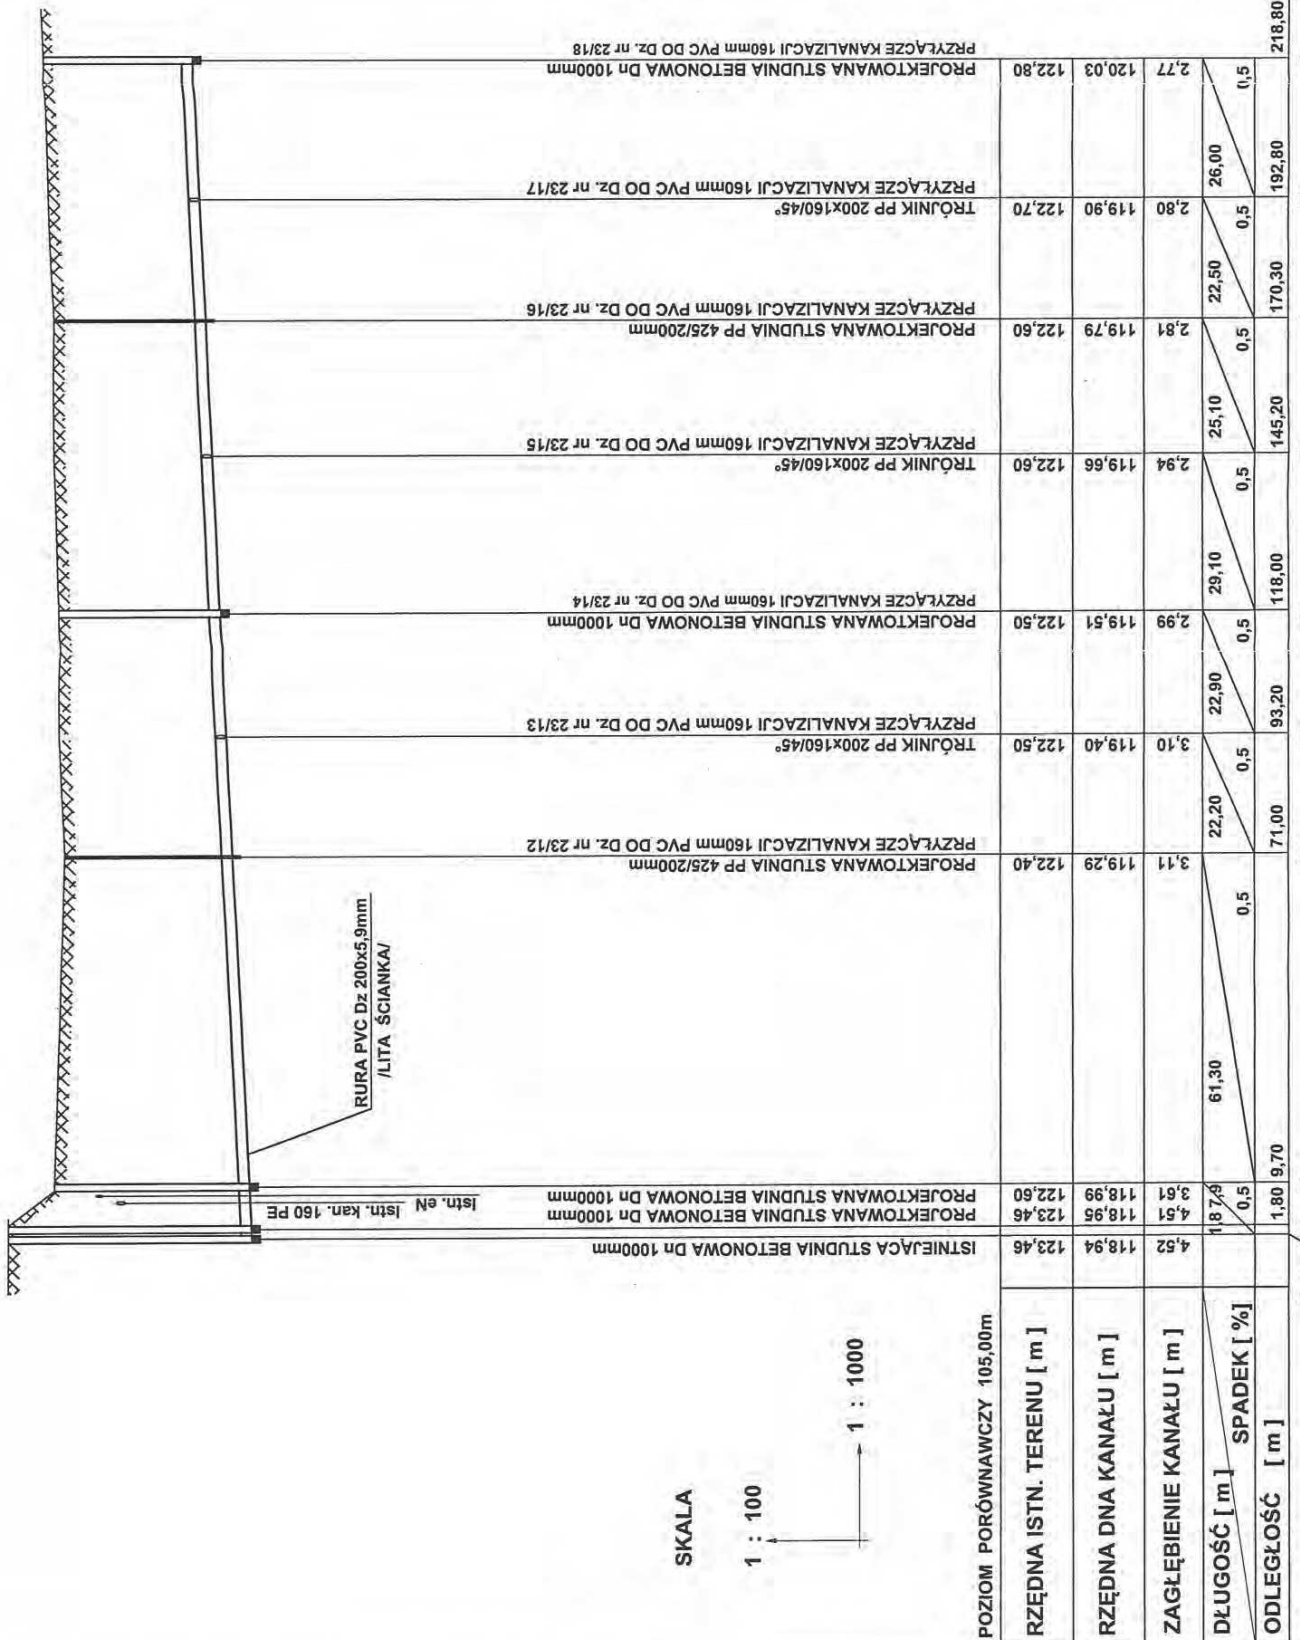 RURA PVC Dz 200x5,9mm
/LITA ŚCIANKA/
Istn. eN
Istn. kan. 160 PE
SKALA
1 : 100
1 : 1000
POZIOM PORÓWNAWCZY 105,00m
ISTNIEJĄCA STUDNIA BETONOWA Dn 1000mm
PROJEKTOWANA STUDNIA BETONOWA Dn 1000mm
PROJEKTOWANA STUDNIA BETONOWA Dn 1000mm
PRZYŁĄCZE KANALIZACJI 160mm PVC DO Dz. nr 23/12
PROJEKTOWANA STUDNIA PP 425/200mm
PRZYŁĄCZE KANALIZACJI 160mm PVC DO Dz. nr 23/13
TRÓJNIK PP 200x160/45°
PRZYŁĄCZE KANALIZACJI 160mm PVC DO Dz. nr 23/14
PROJEKTOWANA STUDNIA BETONOWA Dn 1000mm
PRZYŁĄCZE KANALIZACJI 160mm PVC DO Dz. nr 23/15
TRÓJNIK PP 200x160/45°
PRZYŁĄCZE KANALIZACJI 160mm PVC DO Dz. nr 23/16
PROJEKTOWANA STUDNIA PP 425/200mm
PRZYŁĄCZE KANALIZACJI 160mm PVC DO Dz. nr 23/17
TRÓJNIK PP 200x160/45°
PRZYŁĄCZE KANALIZACJI 160mm PVC DO Dz. nr 23/18
PROJEKTOWANA STUDNIA BETONOWA Dn 1000mm
RZĘDNA ISTN. TERENU [ m ] 123,46 123,46 122,60 122,40 122,50 122,50 122,60 122,60 122,70 122,80
RZĘDNA DNA KANAŁU [ m ] 118,94 118,95 118,99 119,29 119,40 119,51 119,66 119,79 119,90 120,03
ZAGŁĘBIENIE KANAŁU [ m ] 4,52 4,51 3,61 3,11 3,10 2,99 2,94 2,81 2,80 2,77
DŁUGOŚĆ [ m ] 1,8 7,9 61,30 22,20 22,90 29,10 25,10 22,50 26,00
SPADEK [ %] 0,5 0,5 0,5 0,5 0,5 0,5 0,5 0,5
ODLEGŁOŚĆ [ m ] 1,80 9,70 71,00 93,20 118,00 145,20 170,30 192,80 218,80